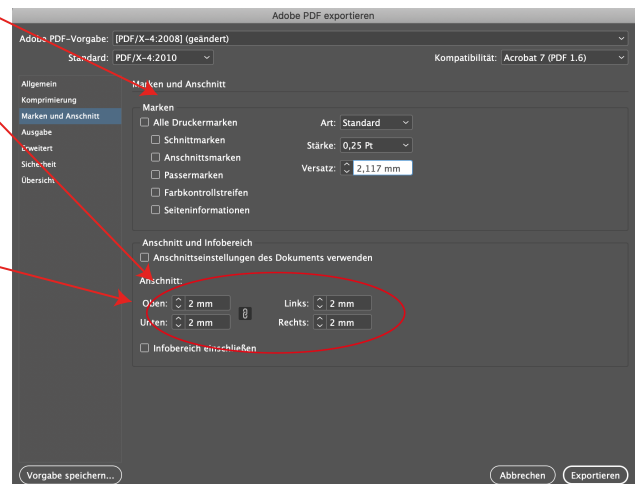 Adobe PDF exportieren
Adobe PDF-Vorgabe: [PDF/X-4:2008] (geändert)
Standard: PDF/X-4:2010 Kompatibilität: Acrobat 7 (PDF 1.6)
Allgemein
Komprimierung
Marken und Anschnitt
Ausgabe
Erweitert
Sicherheit
Übersicht
Marken und Anschnitt
Marken
Alle Druckermarken Art: Standard
Schnittmarken Stärke: 0,25 Pt
Anschnittsmarken
Passermarken Versatz: 2,117 mm
Farbkontrollstreifen
Seiteninformationen
Anschnitt und Infobereich
Anschnittseinstellungen des Dokuments verwenden
Anschnitt:
Oben: 2 mm Links: 2 mm
Unten: 2 mm Rechts: 2 mm
Infobereich einschließen
Vorgabe speichern... Abbrechen Exportieren